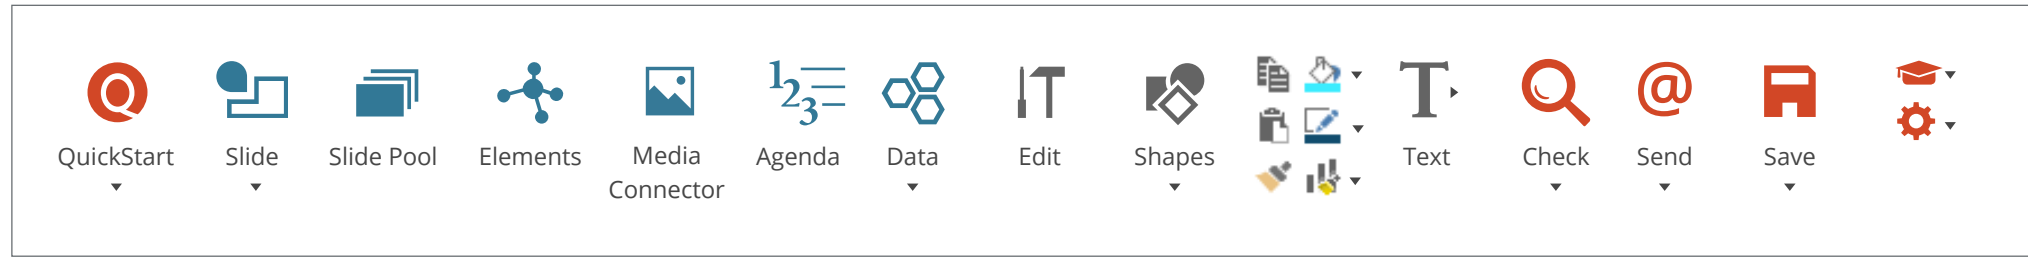 QuickStart
Slide
Slide Pool
Elements
Media
Connector
Agenda
Data
Edit
Shapes
Text
Check
Send
Save